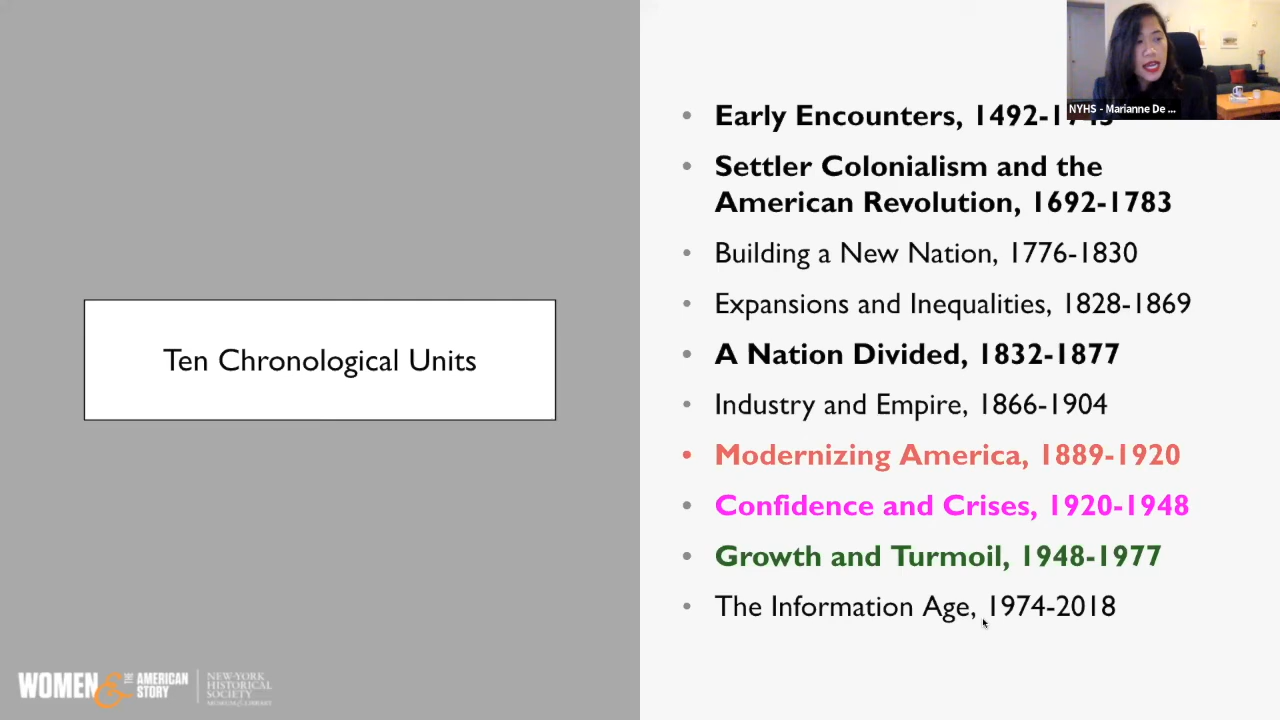 NYHS - Marianne De ...
Early Encounters, 1492-1
Settler Colonialism and the
American Revolution, 1692-1783
Building a New Nation, 1776-1830
Expansions and Inequalities, 1828-1869
Ten Chronological Units
A Nation Divided, 1832-1877
Industry and Empire, 1866-1904
Modernizing America, 1889-1920
Confidence and Crises, 1920-1948
Growth and Turmoil, 1948-1977
The Information Age, 1974-2018
WOMEN & THE AMERICAN
STORY
NEW-YORK
HISTORICAL
SOCIETY
MUSEUM & LIBRARY